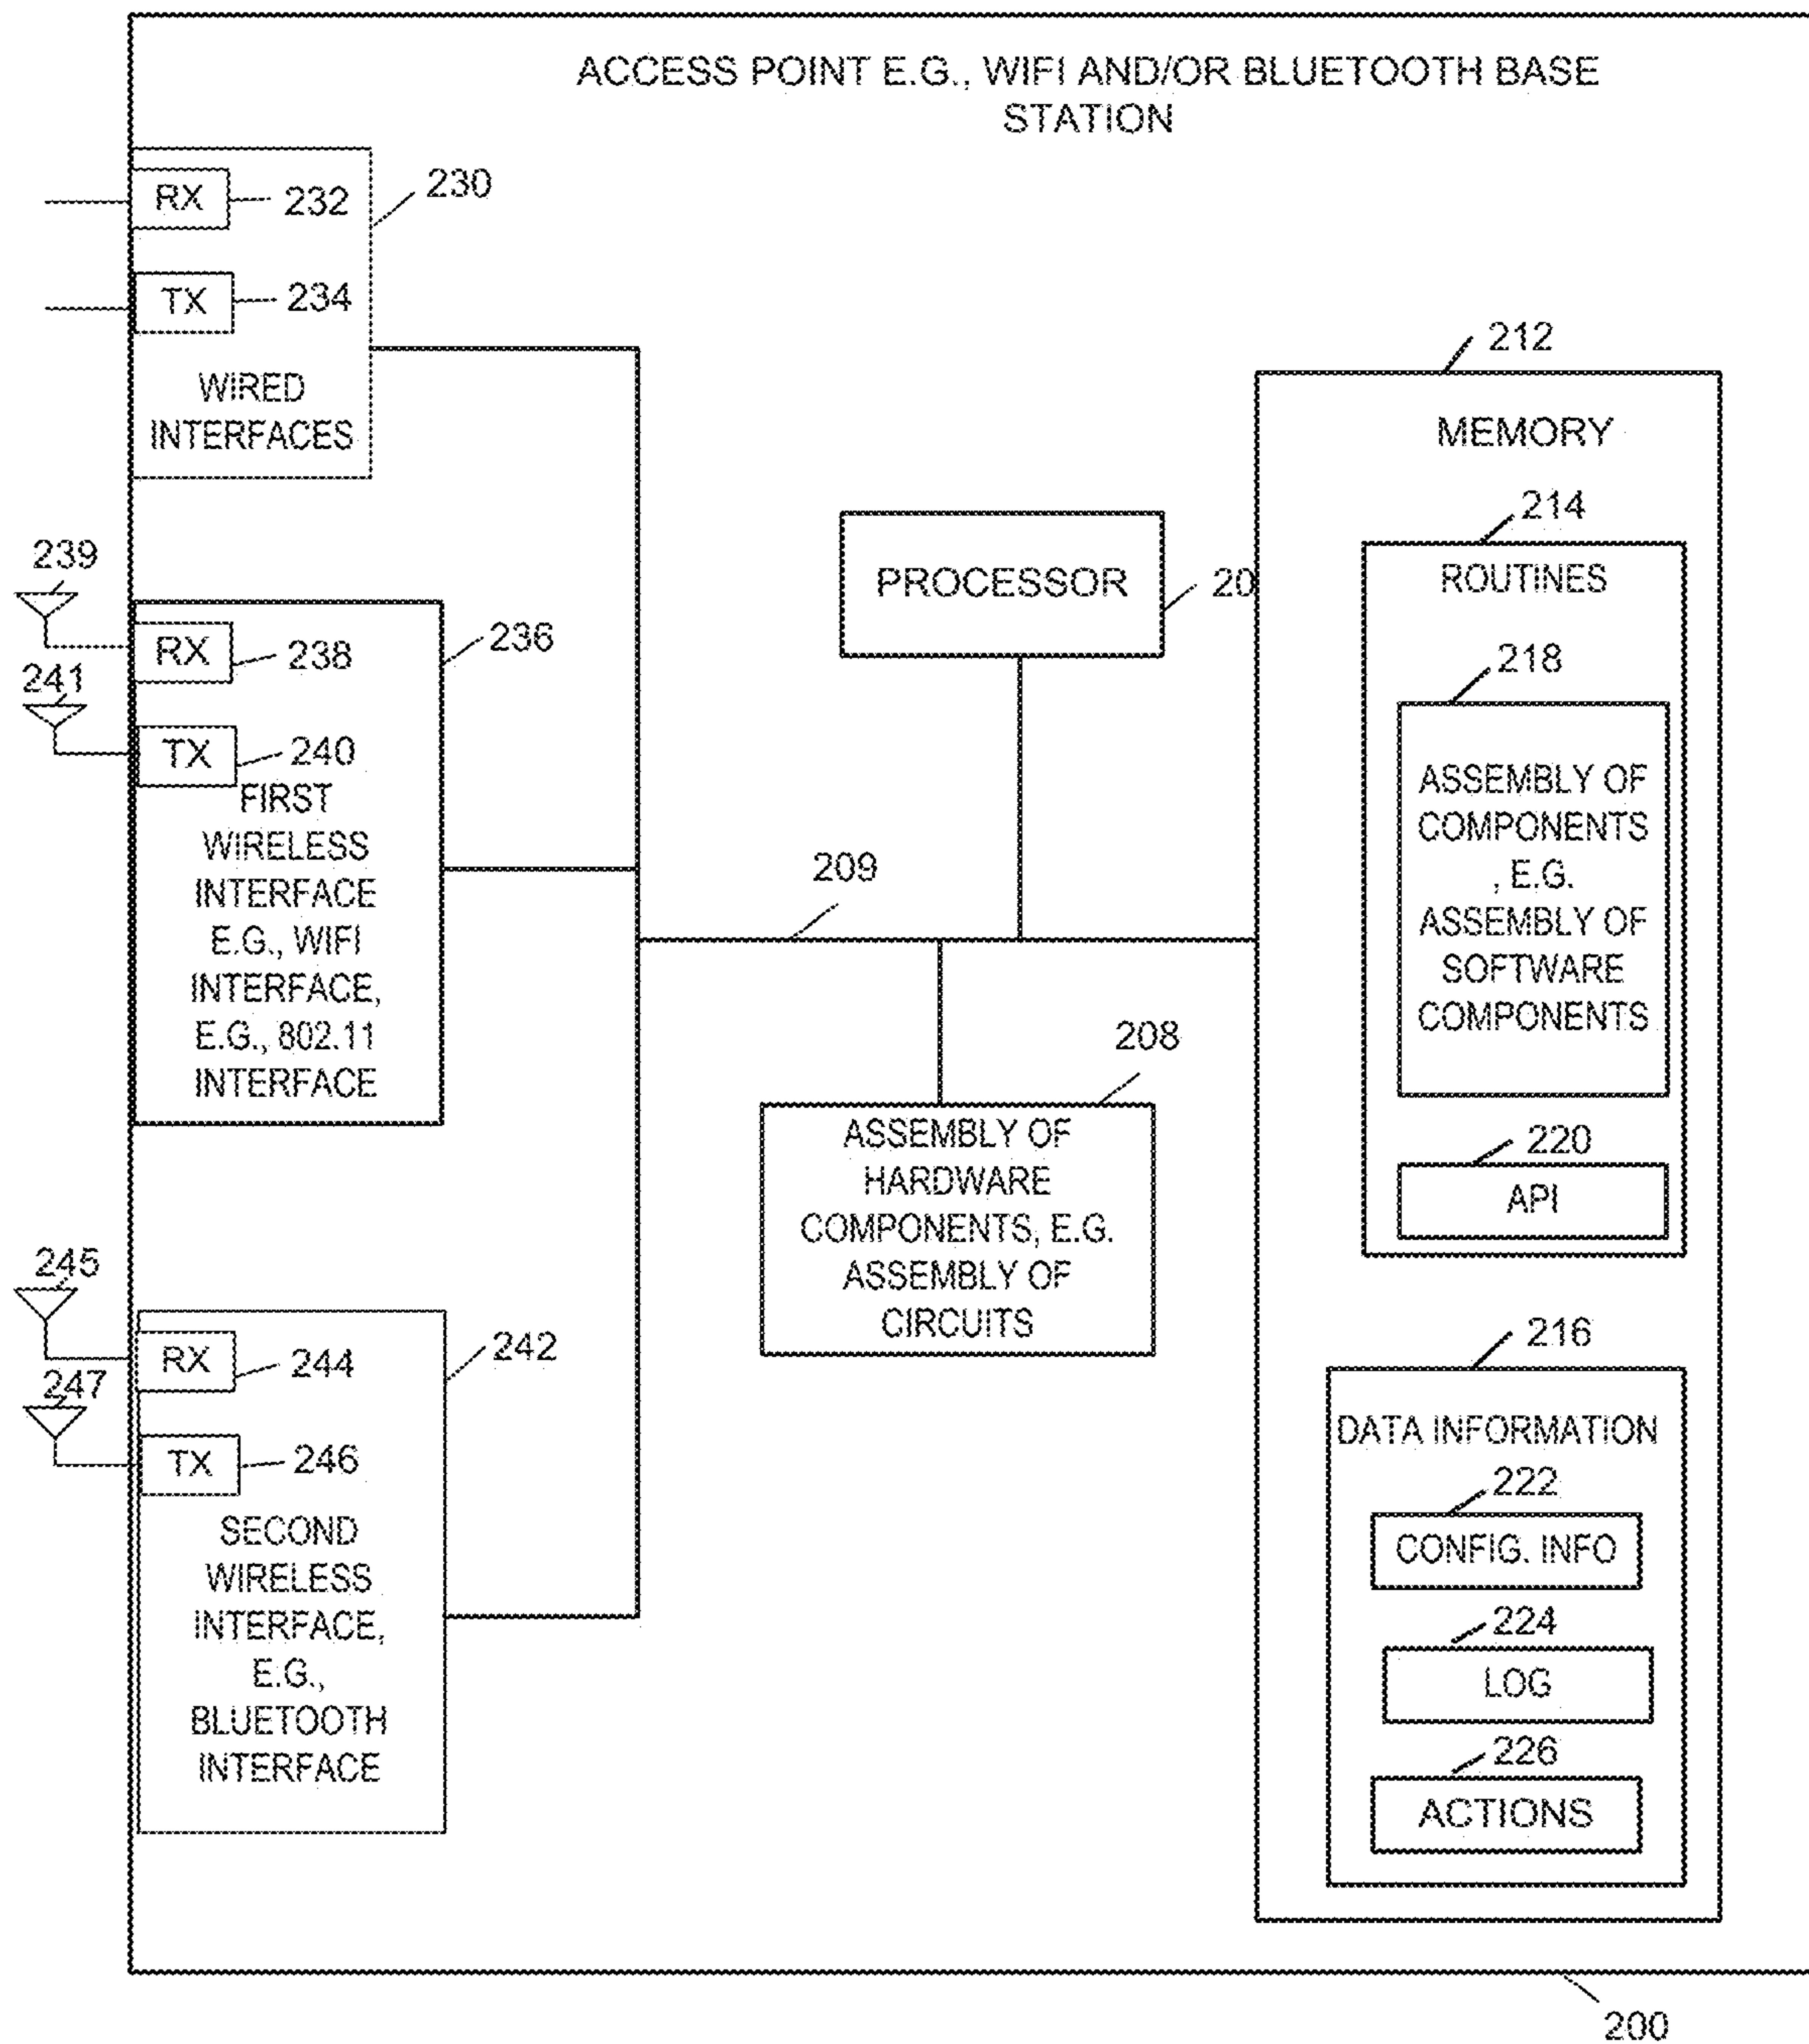 ACCESS POINT E.G., WIFI AND/OR BLUETOOTH BASE
STATION
RX
232
230
TX
234
WIRED
INTERFACES
239
RX
238
236
241
TX
240
FIRST
WIRELESS
INTERFACE
E.G., WIFI
INTERFACE,
E.G., 802.11
INTERFACE
245
RX
244
242
247
TX
246
SECOND
WIRELESS
INTERFACE,
E.G.,
BLUETOOTH
INTERFACE
PROCESSOR
20
209
208
ASSEMBLY OF
HARDWARE
COMPONENTS, E.G.
ASSEMBLY OF
CIRCUITS
212
MEMORY
214
ROUTINES
218
ASSEMBLY OF
COMPONENTS
, E.G.
ASSEMBLY OF
SOFTWARE
COMPONENTS
220
API
216
DATA INFORMATION
222
CONFIG. INFO
224
LOG
226
ACTIONS
200